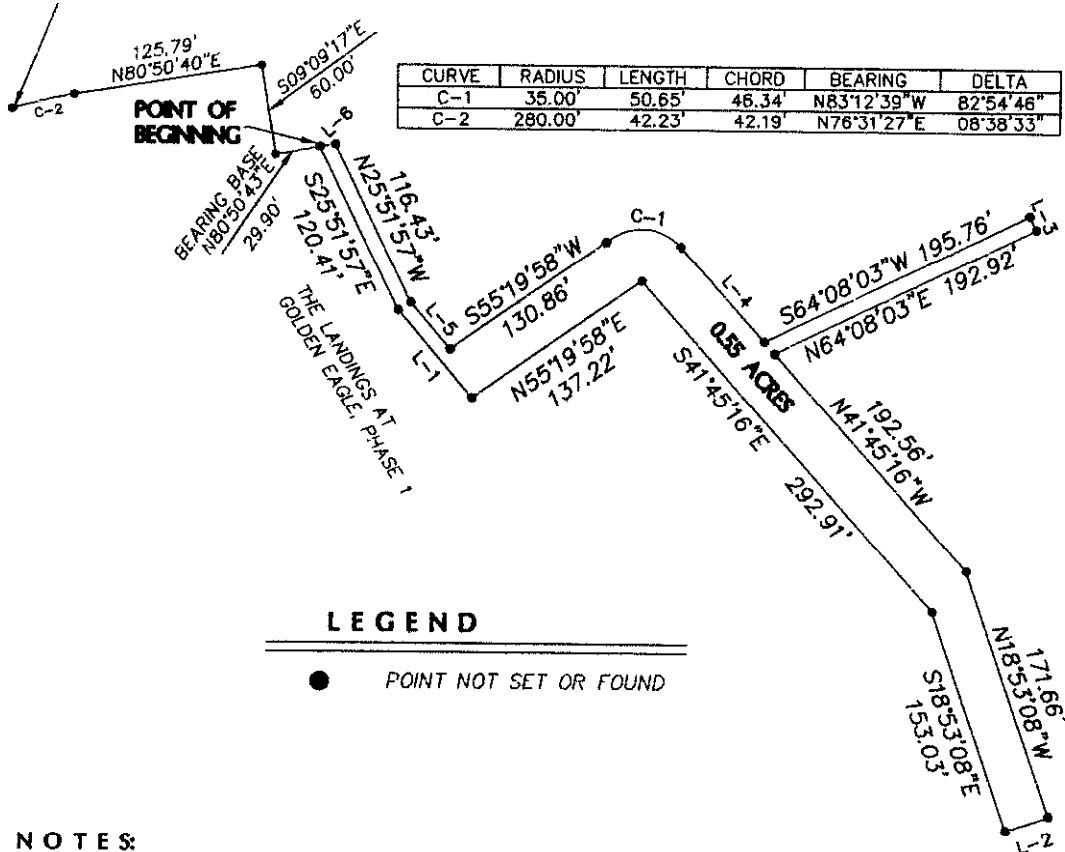 125.79'
N80°50'40"E
S09°09'17"E
60.00'
C-2
POINT OF
BEGINNING
L-6
BEARING BASE
N80°50'43"E
29.90'
CURVE RADIUS LENGTH CHORD BEARING DELTA
C-1 35.00' 50.65' 46.34' N83°12'39"W 82°54'46"
C-2 280.00' 42.23' 42.19' N76°31'27"E 08°38'33"
116.43'
N25°51'57"W
S25°51'57"E
120.41'
L-5
L-1
THE LANDINGS AT
GOLDEN EAGLE, PHASE 1
S55°19'58"W
130.86'
N55°19'58"E
137.22'
C-1
L-4
S64°08'03"W 195.76'
N64°08'03"E 192.92'
L-3
0.55 ACRES
S41°45'16"E
292.91'
192.56'
N41°45'16"W
171.66'
N18°53'08"W
S18°53'08"E
153.03'
L-2
LEGEND
POINT NOT SET OR FOUND
NOTES: